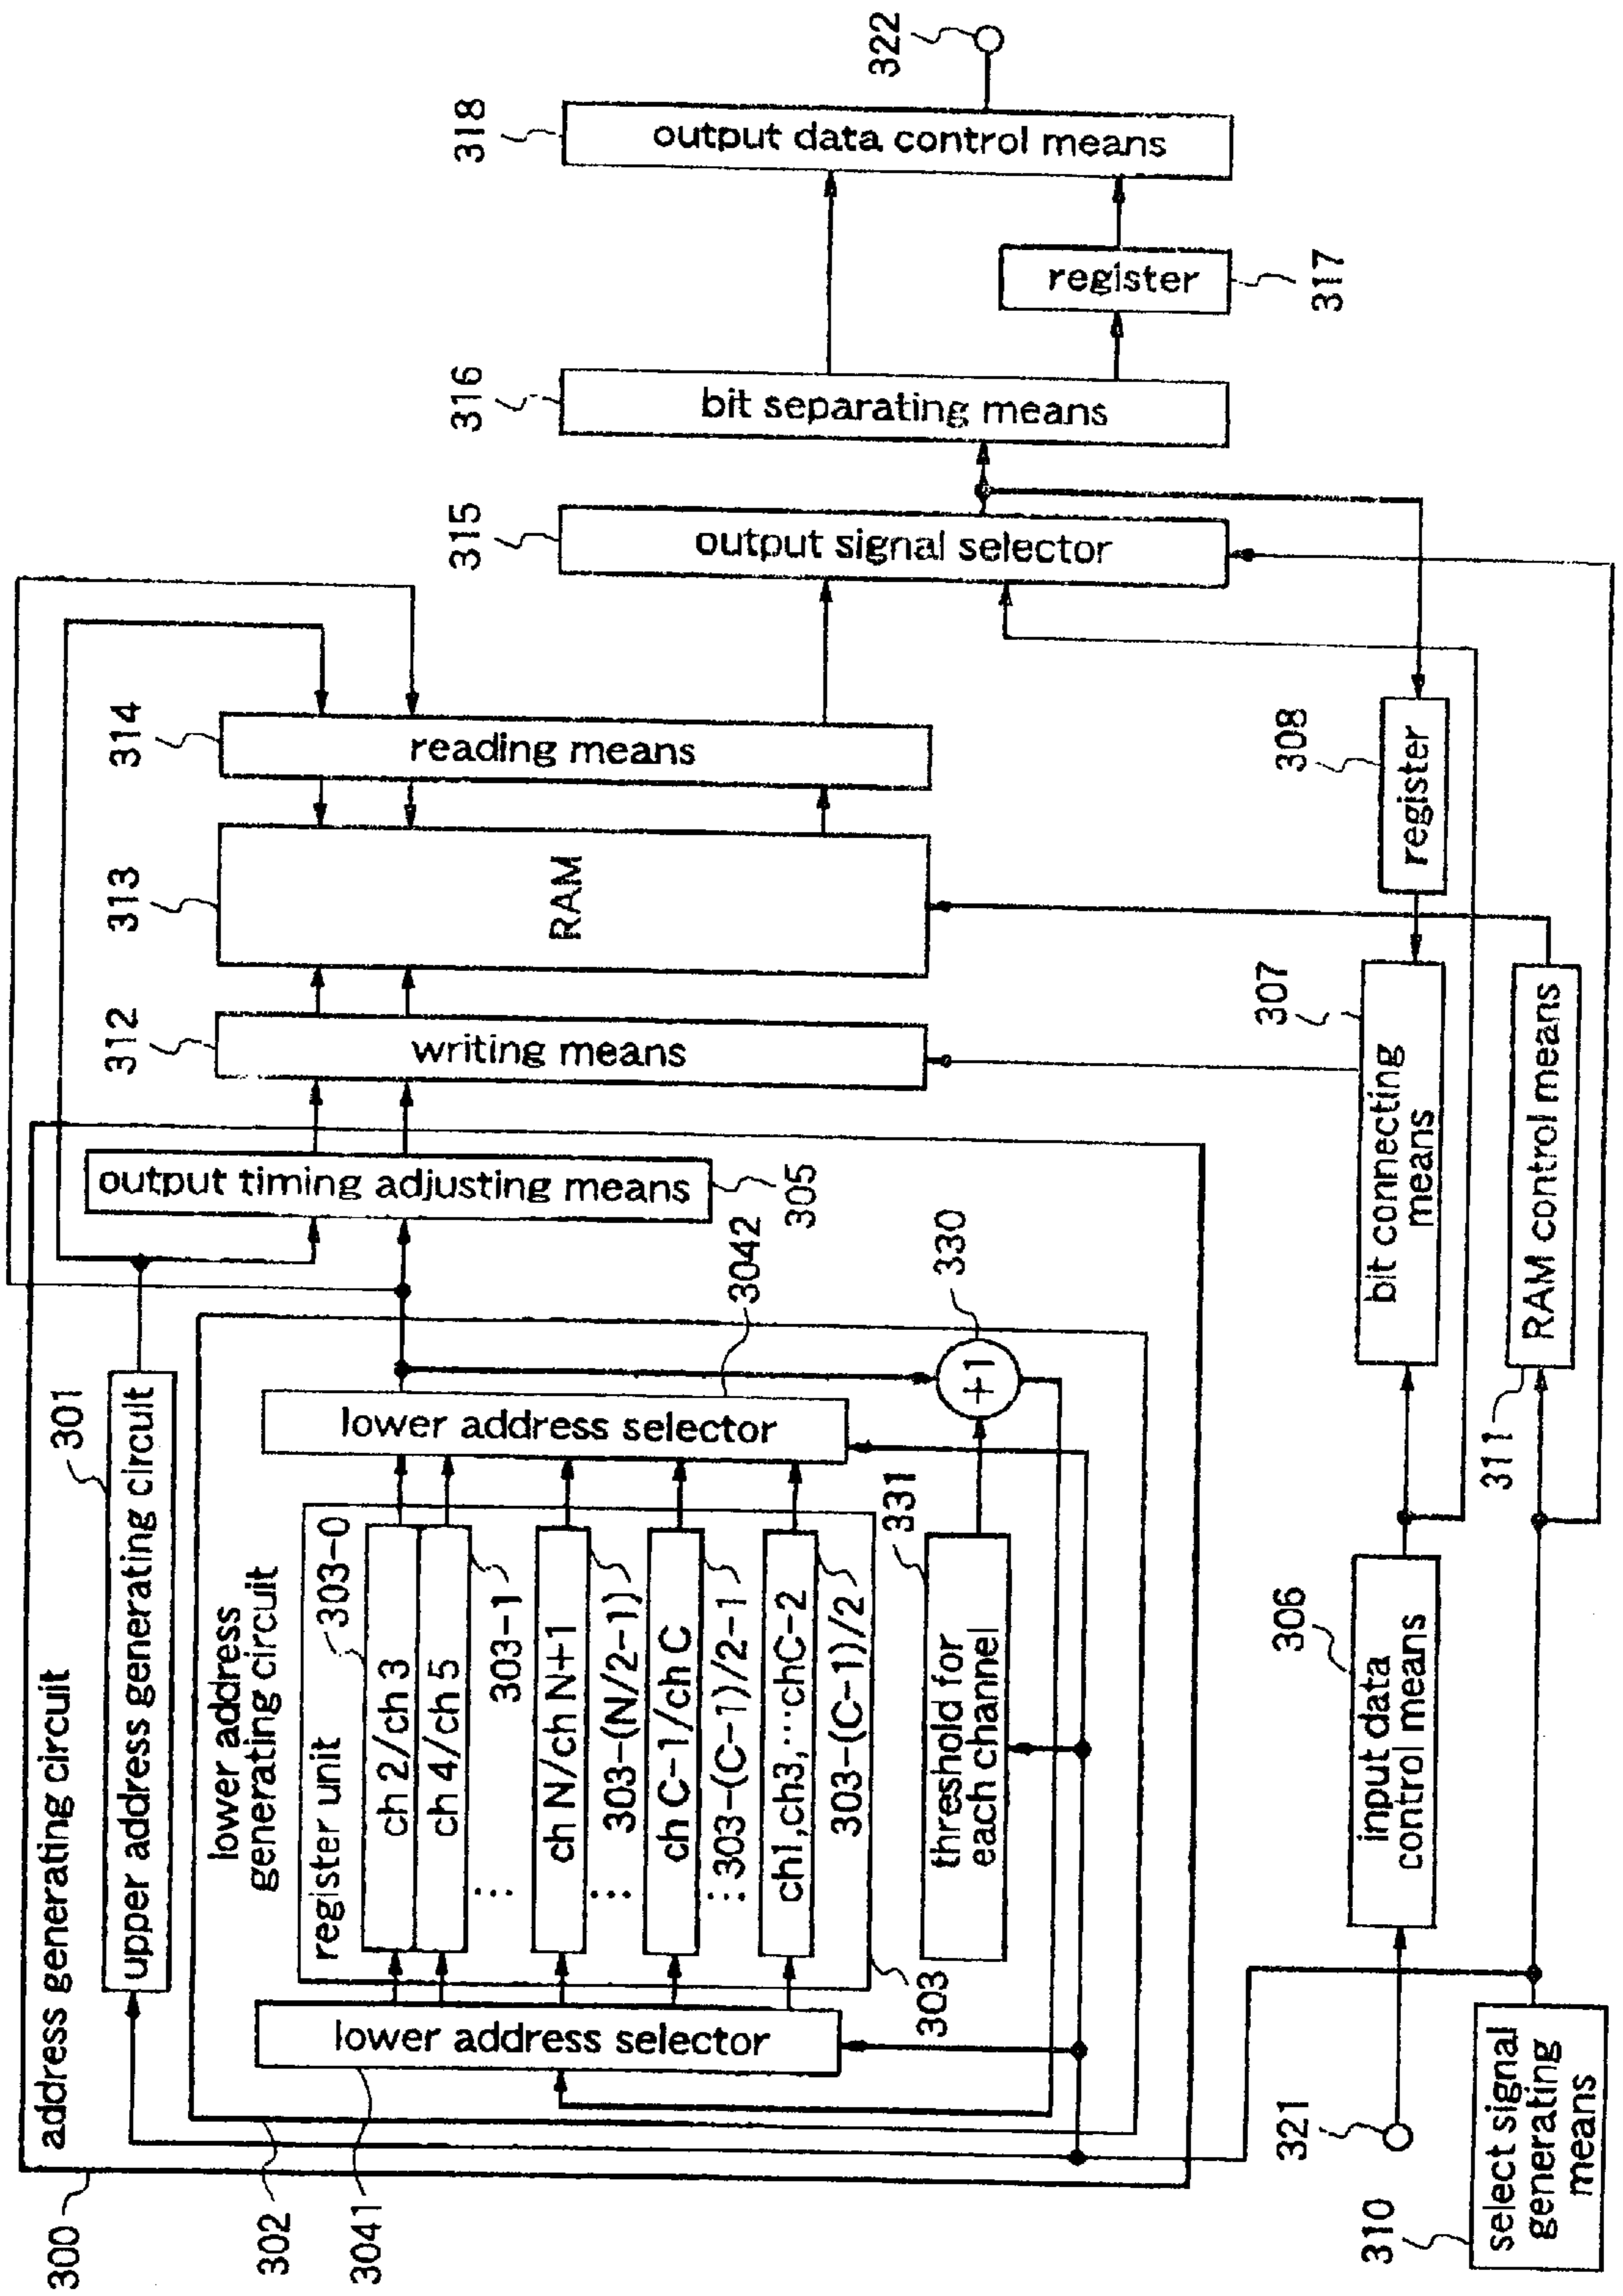 300
address generating circuit
301
upper address generating circuit
302
lower address
generating circuit
3041
lower address selector
register unit
303-0
ch 2/ch 3
ch 4/ch 5
303-1
ch N/ch N+1
303-(N/2-1)
ch C-1/ch C
303-(C-1)/2-1
ch1,ch3,…chC-2
303-(C-1)/2
303
lower address selector
3042
threshold for
each channel
331
+1
330
output timing adjusting means
305
writing means
312
RAM
313
reading means
314
output signal selector
315
bit separating means
316
register
317
output data control means
318
322
321
input data
control means
306
bit connecting
means
307
register
308
310
select signal
generating
means
311
RAM control means